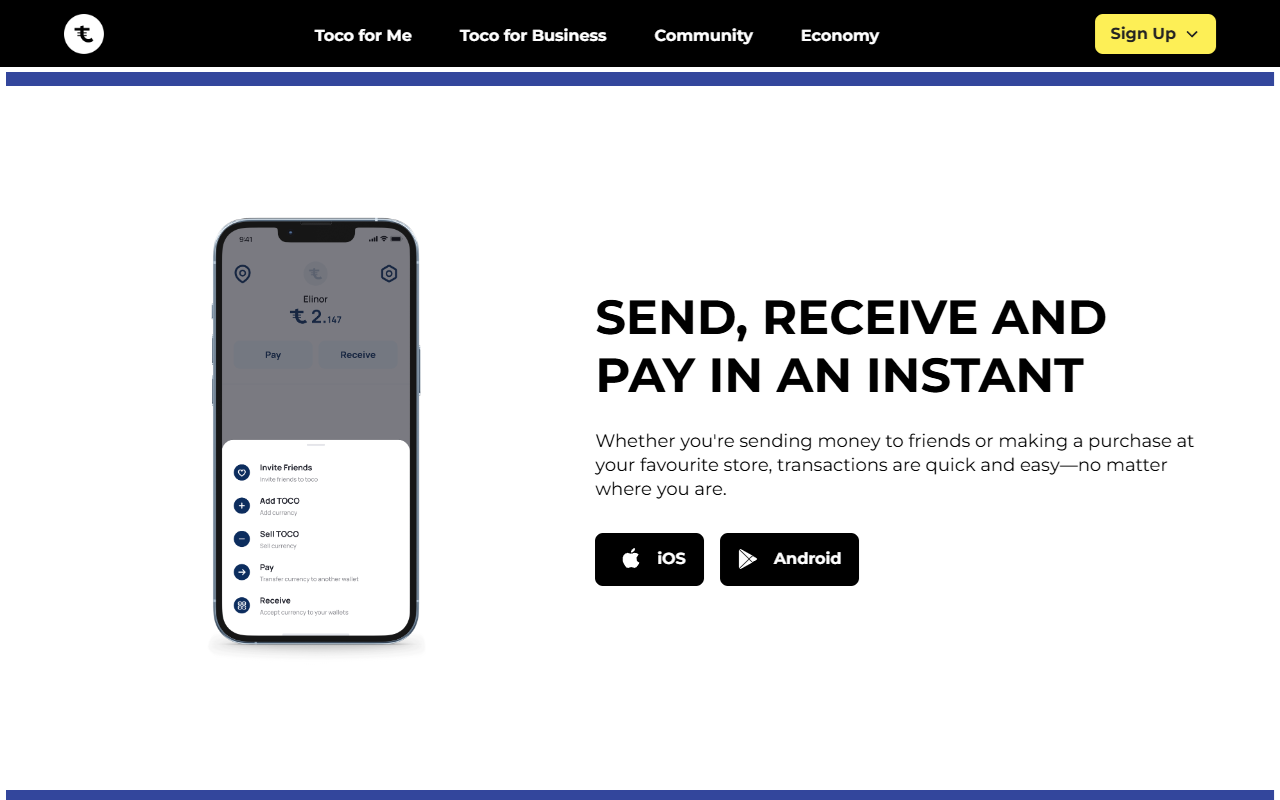 Toco for Me
Toco for Business
Community
Economy
Sign Up
9:41
Elinor
2.147
Pay
Receive
Invite Friends
Invite friends to toco
Add TOCO
Add currency
Sell TOCO
Sell currency
Pay
Transfer currency to another wallet
Receive
Accept currency to your wallets
SEND, RECEIVE AND
PAY IN AN INSTANT
Whether you're sending money to friends or making a purchase at
your favourite store, transactions are quick and easy—no matter
where you are.
iOS
Android